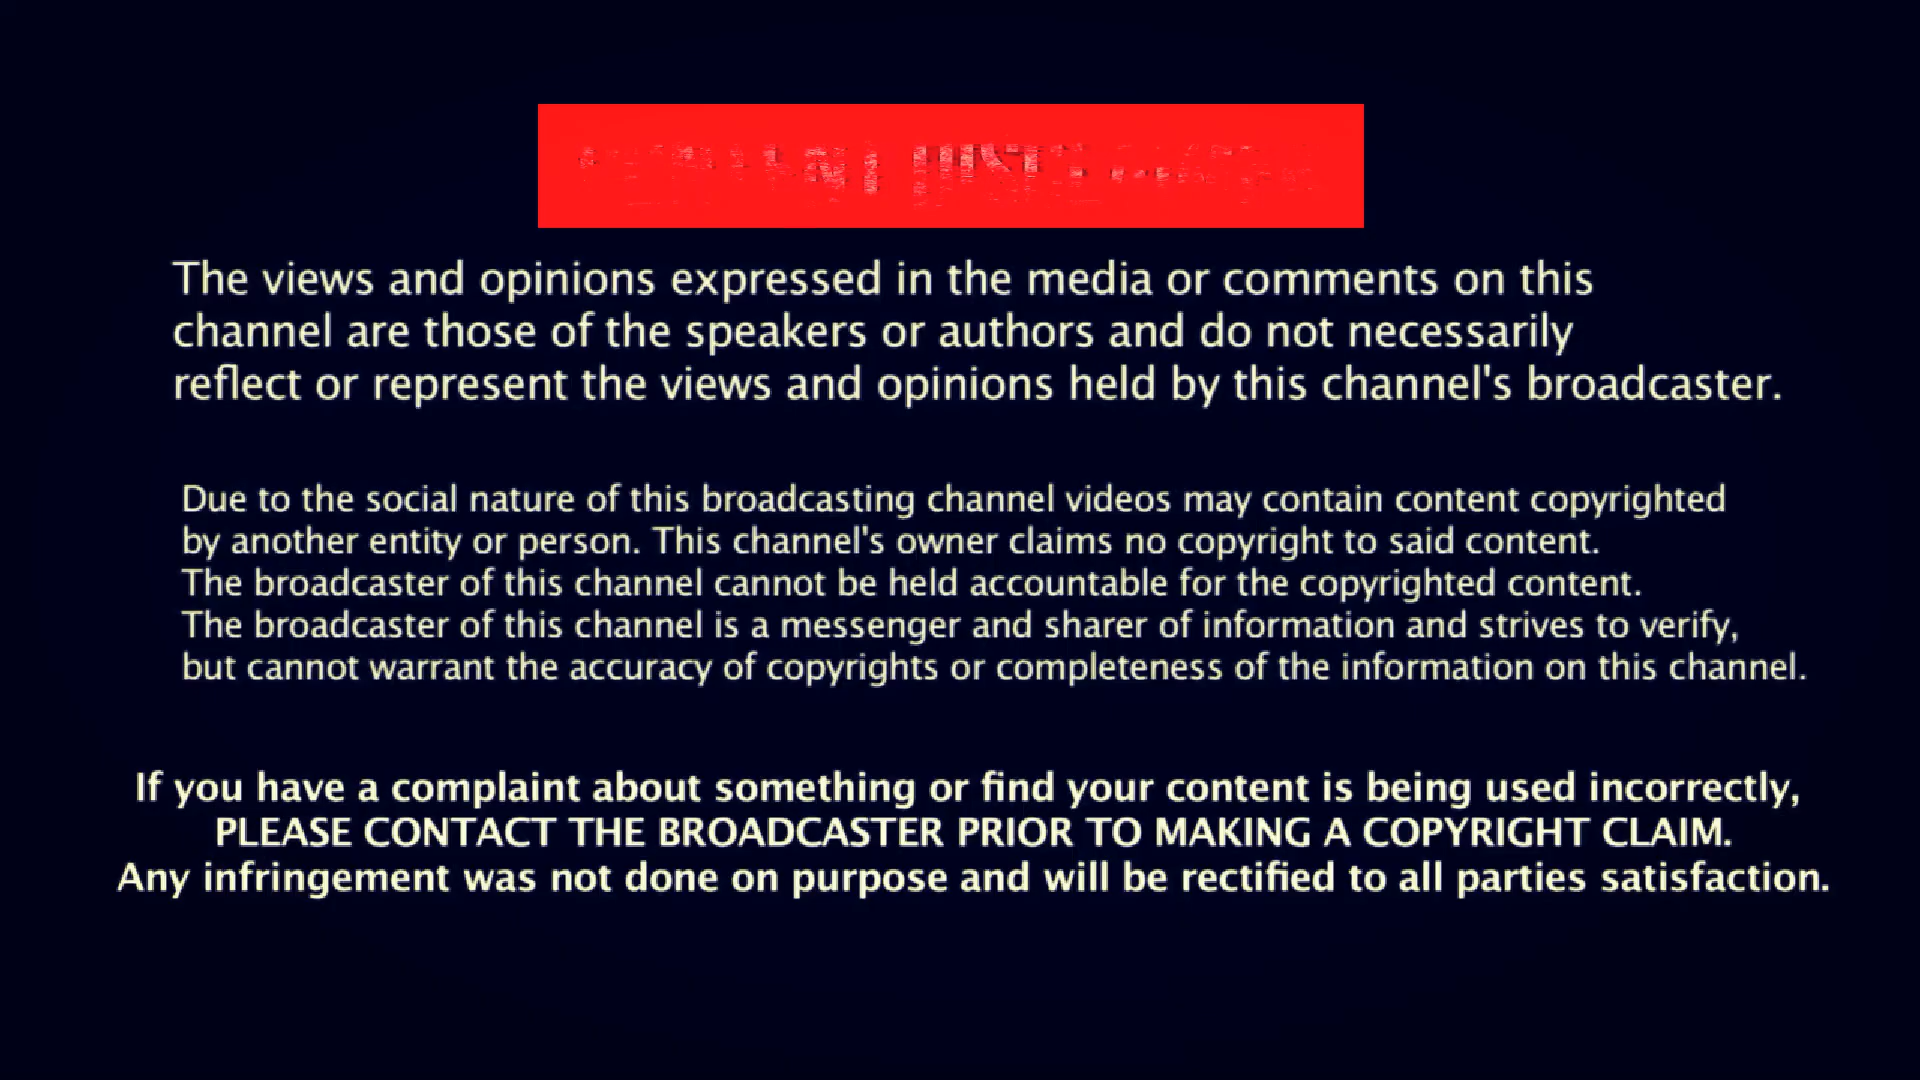 The views and opinions expressed in the media or comments on this
channel are those of the speakers or authors and do not necessarily
reflect or represent the views and opinions held by this channel's broadcaster.
Due to the social nature of this broadcasting channel videos may contain content copyrighted
by another entity or person. This channel's owner claims no copyright to said content.
The broadcaster of this channel cannot be held accountable for the copyrighted content.
The broadcaster of this channel is a messenger and sharer of information and strives to verify,
but cannot warrant the accuracy of copyrights or completeness of the information on this channel.
If you have a complaint about something or find your content is being used incorrectly,
PLEASE CONTACT THE BROADCASTER PRIOR TO MAKING A COPYRIGHT CLAIM.
Any infringement was not done on purpose and will be rectified to all parties satisfaction.